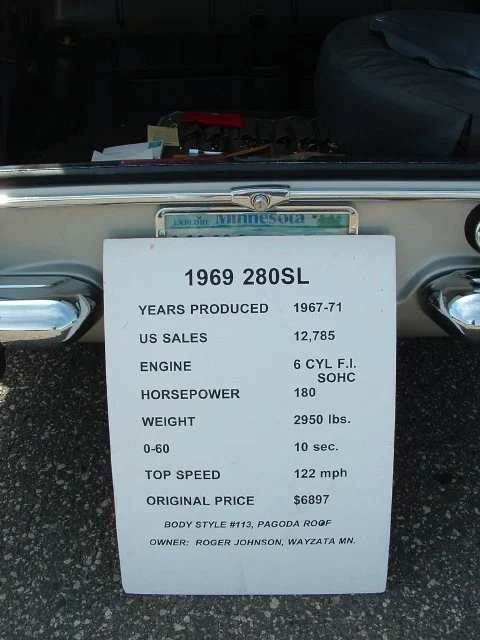 EXPLORE Minnesota
1969 280SL
YEARS PRODUCED 1967-71
US SALES 12,785
ENGINE 6 CYL F.I.
SOHC
HORSEPOWER 180
WEIGHT 2950 lbs.
0-60 10 sec.
TOP SPEED 122 mph
ORIGINAL PRICE $6897
BODY STYLE #113, PAGODA ROOF
OWNER: ROGER JOHNSON, WAYZATA MN.